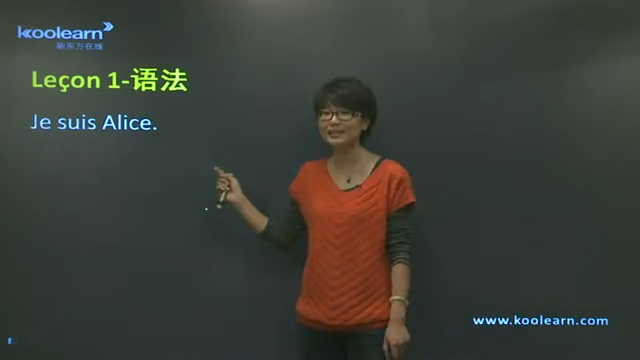 koolearn
新东方在线
Leçon 1-语法
Je suis Alice.
www.koolearn.com